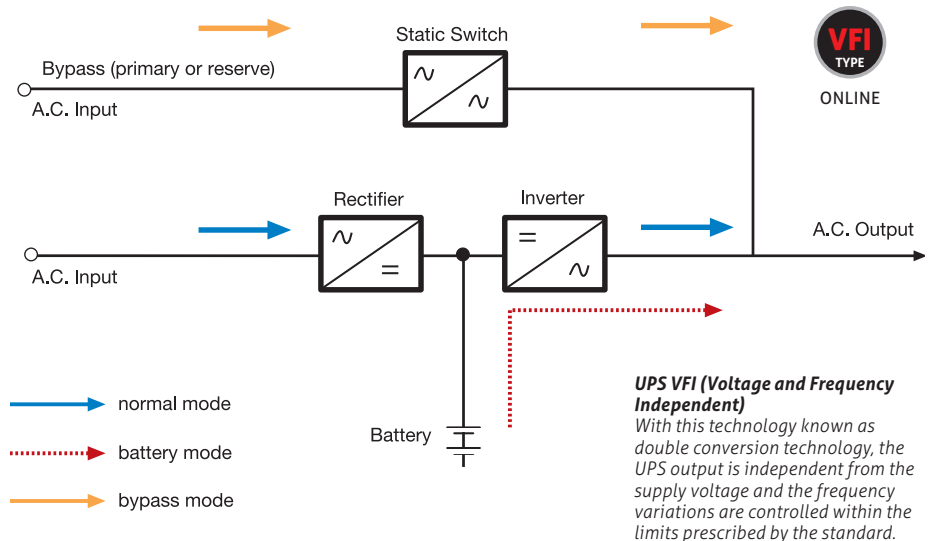 Static Switch
VFI
TYPE
ONLINE
Bypass (primary or reserve)
A.C. Input
Rectifier
Inverter
A.C. Output
A.C. Input
normal mode
battery mode
bypass mode
Battery
UPS VFI (Voltage and Frequency
Independent)
With this technology known as
double conversion technology, the
UPS output is independent from the
supply voltage and the frequency
variations are controlled within the
limits prescribed by the standard.